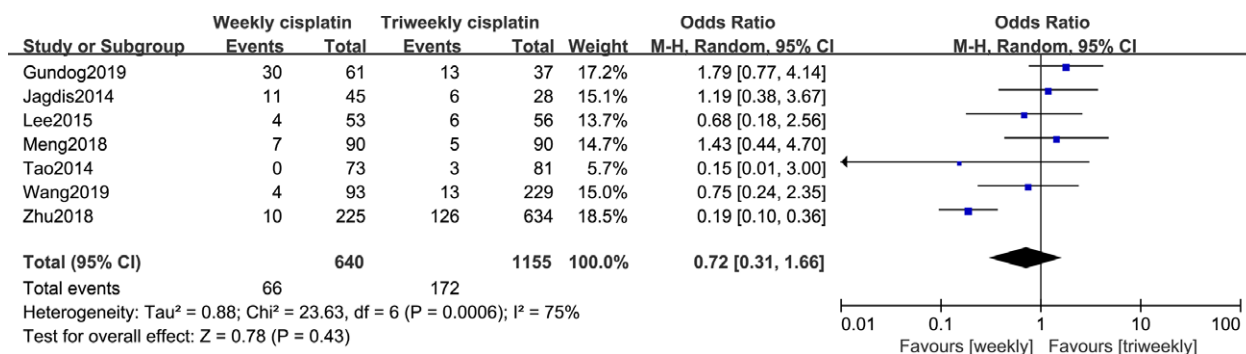 Weekly cisplatin Triweekly cisplatin Odds Ratio Odds Ratio
Study or Subgroup Events Total Events Total Weight M-H, Random, 95% CI M-H, Random, 95% CI
Gundog2019 30 61 13 37 17.2% 1.79 [0.77, 4.14]
Jagdis2014 11 45 6 28 15.1% 1.19 [0.38, 3.67]
Lee2015 4 53 6 56 13.7% 0.68 [0.18, 2.56]
Meng2018 7 90 5 90 14.7% 1.43 [0.44, 4.70]
Tao2014 0 73 3 81 5.7% 0.15 [0.01, 3.00]
Wang2019 4 93 13 229 15.0% 0.75 [0.24, 2.35]
Zhu2018 10 225 126 634 18.5% 0.19 [0.10, 0.36]
Total (95% CI) 640 1155 100.0% 0.72 [0.31, 1.66]
Total events 66 172
Heterogeneity: Tau² = 0.88; Chi² = 23.63, df = 6 (P = 0.0006); I² = 75%
Test for overall effect: Z = 0.78 (P = 0.43)
0.01 0.1 1 10 100
Favours [weekly] Favours [triweekly]